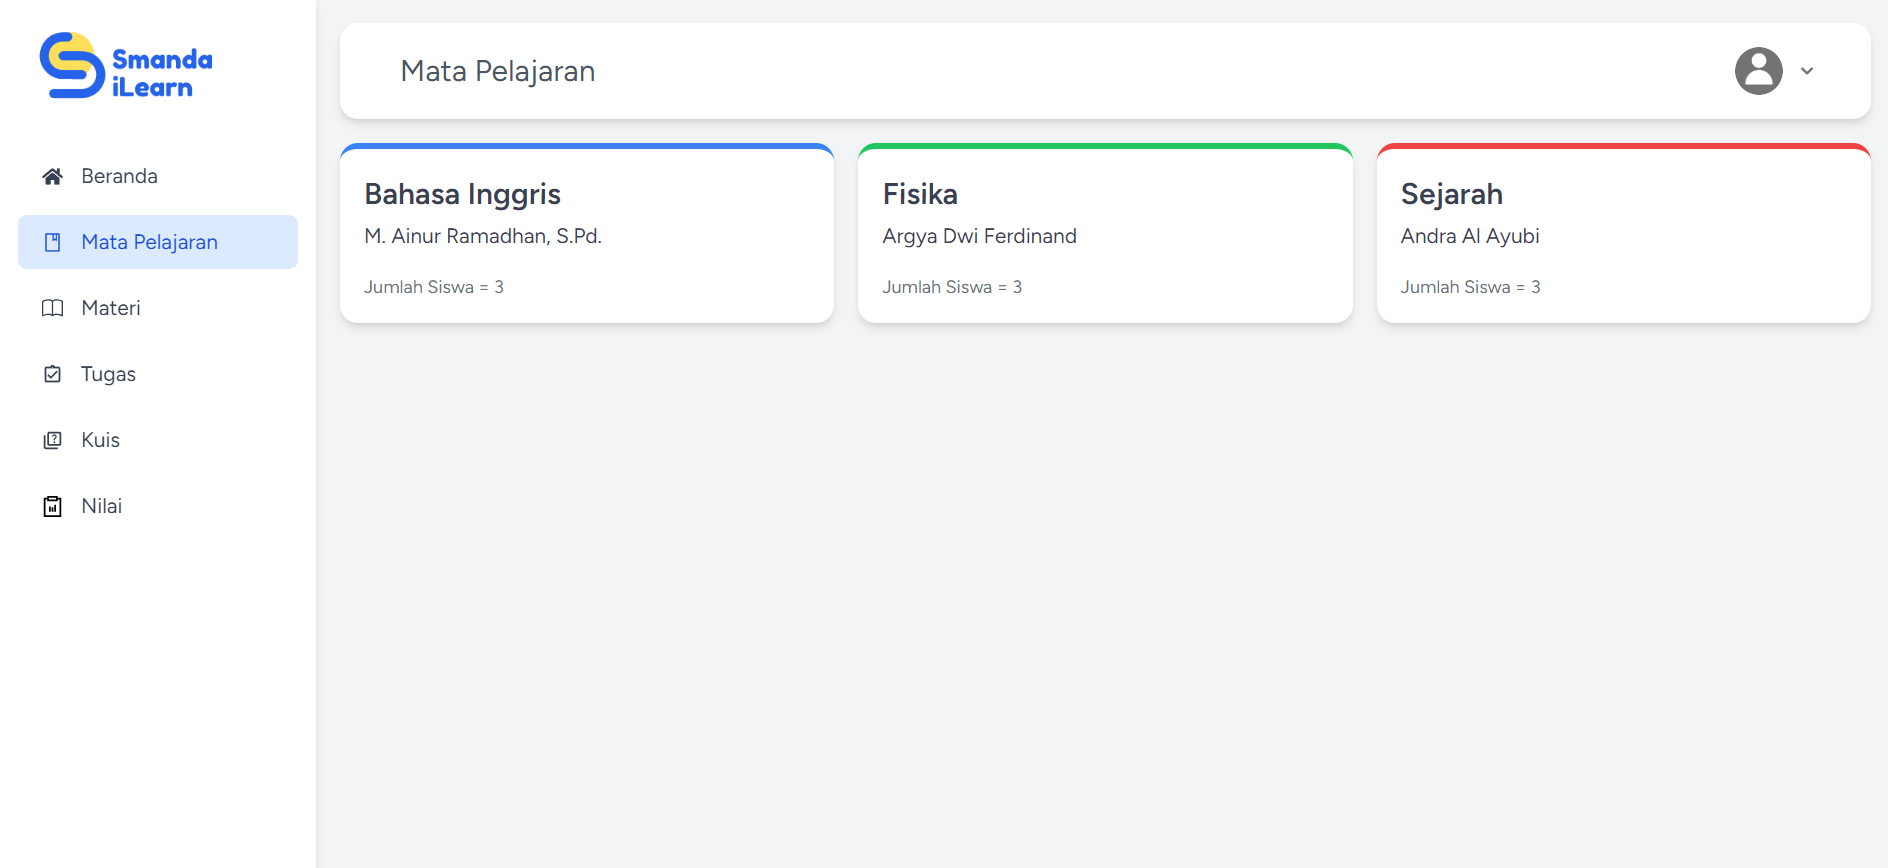 Smanda
iLearn
Beranda
Mata Pelajaran
Materi
Tugas
Kuis
Nilai
Mata Pelajaran
Bahasa Inggris
M. Ainur Ramadhan, S.Pd.
Jumlah Siswa = 3
Fisika
Argya Dwi Ferdinand
Jumlah Siswa = 3
Sejarah
Andra Al Ayubi
Jumlah Siswa = 3